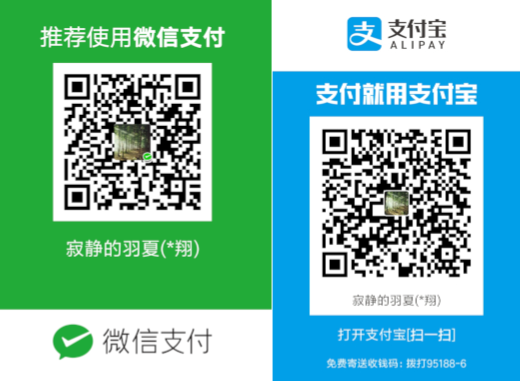 推荐使用微信支付
寂静的羽夏(*翔)
微信支付
支 支付宝
ALIPAY
支付就用支付宝
寂静的羽夏(*翔)
打开支付宝[扫一扫]
免费寄送收钱码：拨打95188-6